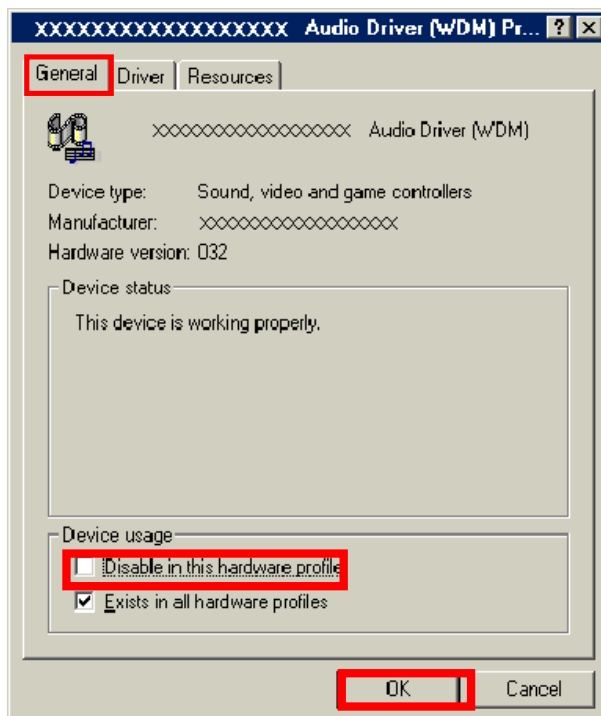 XXXXXXXXXXXXXXXXXX Audio Driver (WDM) Pr...
General Driver Resources
XXXXXXXXXXXXXXXXXX Audio Driver (WDM)
Device type: Sound, video and game controllers
Manufacturer: XXXXXXXXXXXXXXXXXX
Hardware version: 032
Device status
This device is working properly.
Device usage
Disable in this hardware profile
Exists in all hardware profiles
OK Cancel